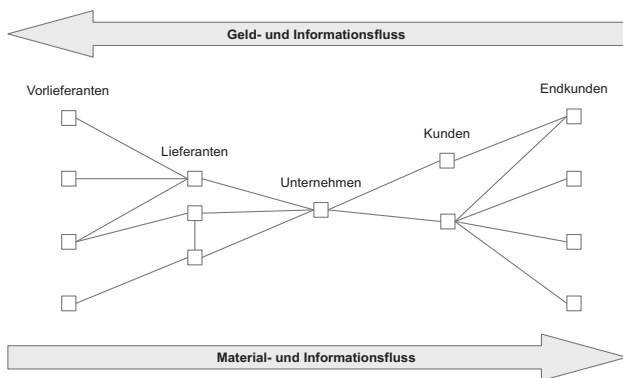 Geld- und Informationsfluss
Vorlieferanten
Endkunden
Kunden
Lieferanten
Unternehmen
Material- und Informationsfluss